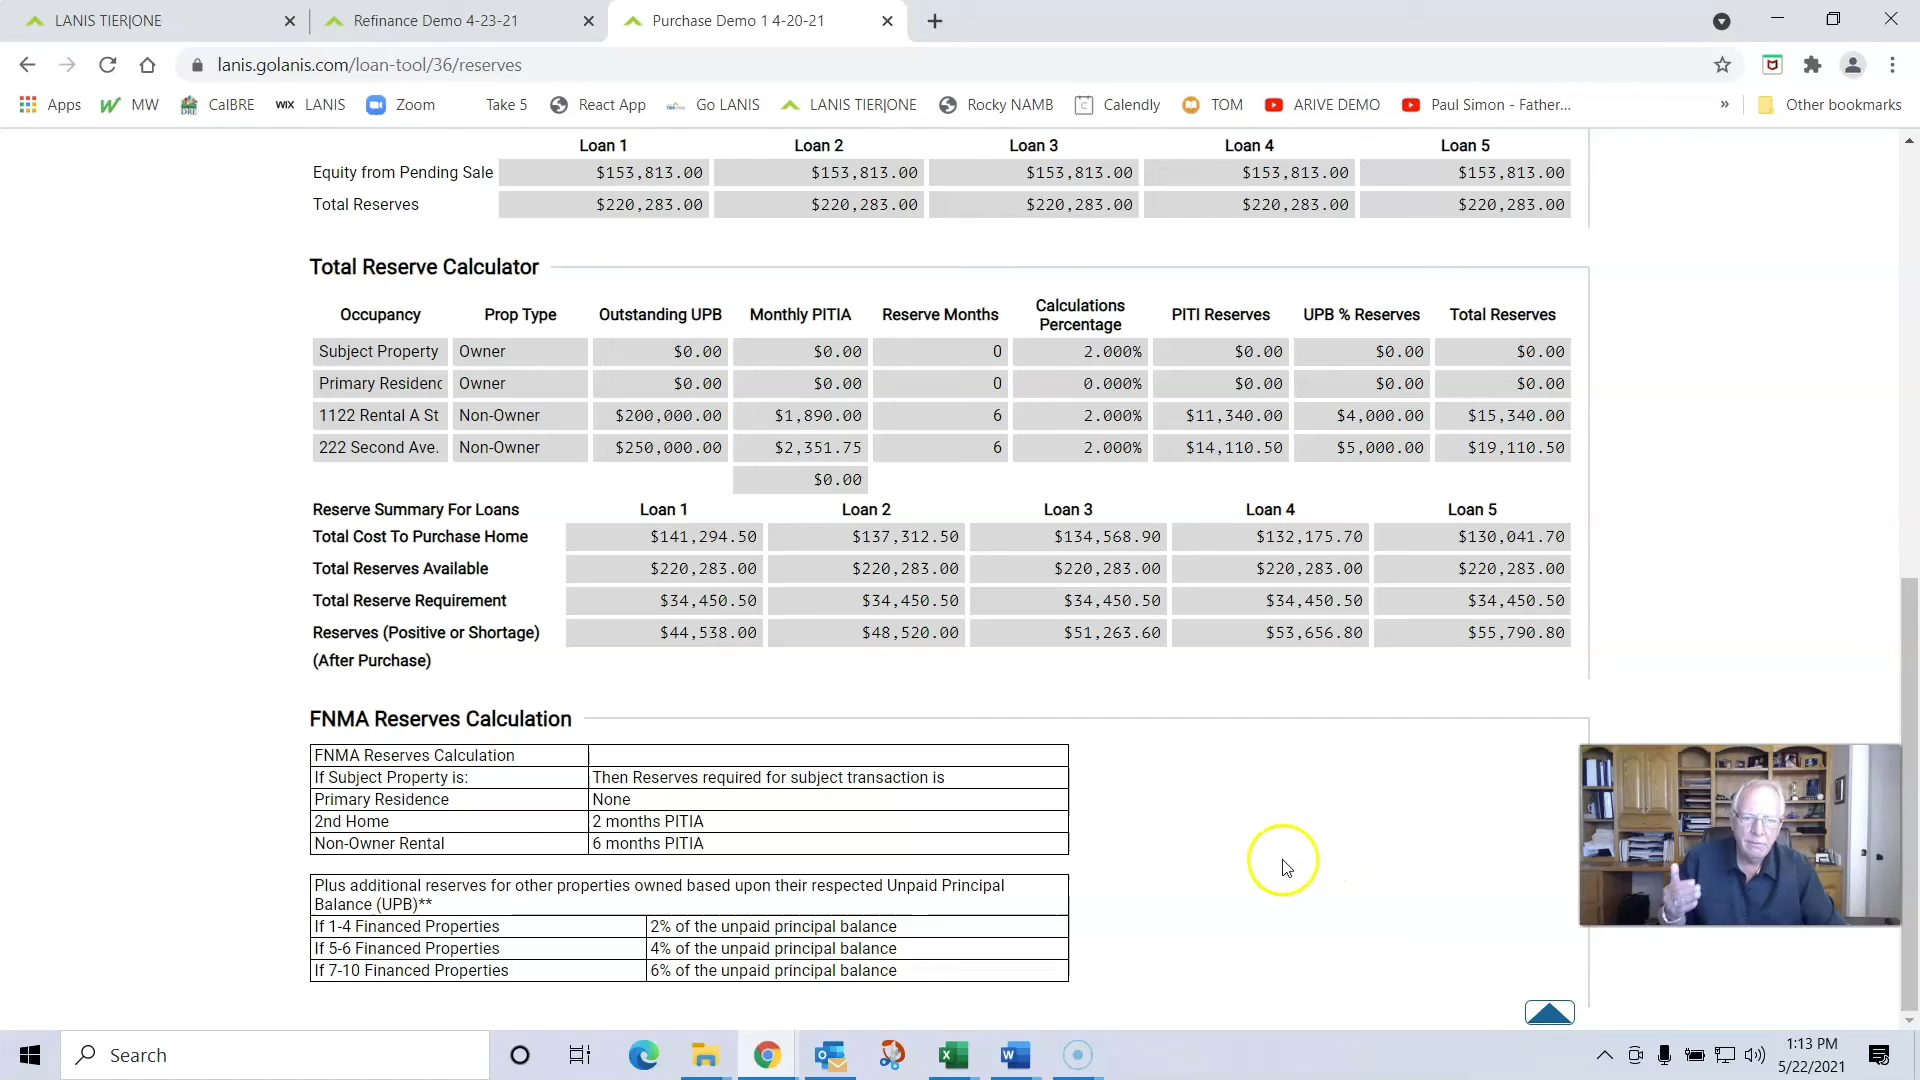 LANIS TIER|ONE
Refinance Demo 4-23-21
Purchase Demo 1 4-20-21
lanis.golanis.com/loan-tool/36/reserves
Apps MW CalBRE WIX LANIS Zoom Take 5 React App Go LANIS LANIS TIER|ONE Rocky NAMB Calendly TOM ARIVE DEMO Paul Simon - Father... » Other bookmarks
Loan 1 Loan 2 Loan 3 Loan 4 Loan 5
Equity from Pending Sale $153,813.00 $153,813.00 $153,813.00 $153,813.00 $153,813.00
Total Reserves $220,283.00 $220,283.00 $220,283.00 $220,283.00 $220,283.00
Total Reserve Calculator
Occupancy Prop Type Outstanding UPB Monthly PITIA Reserve Months Calculations Percentage PITI Reserves UPB % Reserves Total Reserves
Subject Property Owner $0.00 $0.00 0 2.000% $0.00 $0.00 $0.00
Primary Residenc Owner $0.00 $0.00 0 0.000% $0.00 $0.00 $0.00
1122 Rental A St Non-Owner $200,000.00 $1,890.00 6 2.000% $11,340.00 $4,000.00 $15,340.00
222 Second Ave. Non-Owner $250,000.00 $2,351.75 6 2.000% $14,110.50 $5,000.00 $19,110.50
$0.00
Reserve Summary For Loans Loan 1 Loan 2 Loan 3 Loan 4 Loan 5
Total Cost To Purchase Home $141,294.50 $137,312.50 $134,568.90 $132,175.70 $130,041.70
Total Reserves Available $220,283.00 $220,283.00 $220,283.00 $220,283.00 $220,283.00
Total Reserve Requirement $34,450.50 $34,450.50 $34,450.50 $34,450.50 $34,450.50
Reserves (Positive or Shortage) $44,538.00 $48,520.00 $51,263.60 $53,656.80 $55,790.80
(After Purchase)
FNMA Reserves Calculation
FNMA Reserves Calculation
If Subject Property is: Then Reserves required for subject transaction is
Primary Residence None
2nd Home 2 months PITIA
Non-Owner Rental 6 months PITIA
Plus additional reserves for other properties owned based upon their respected Unpaid Principal
Balance (UPB)**
If 1-4 Financed Properties 2% of the unpaid principal balance
If 5-6 Financed Properties 4% of the unpaid principal balance
If 7-10 Financed Properties 6% of the unpaid principal balance
Search
1:13 PM
5/22/2021